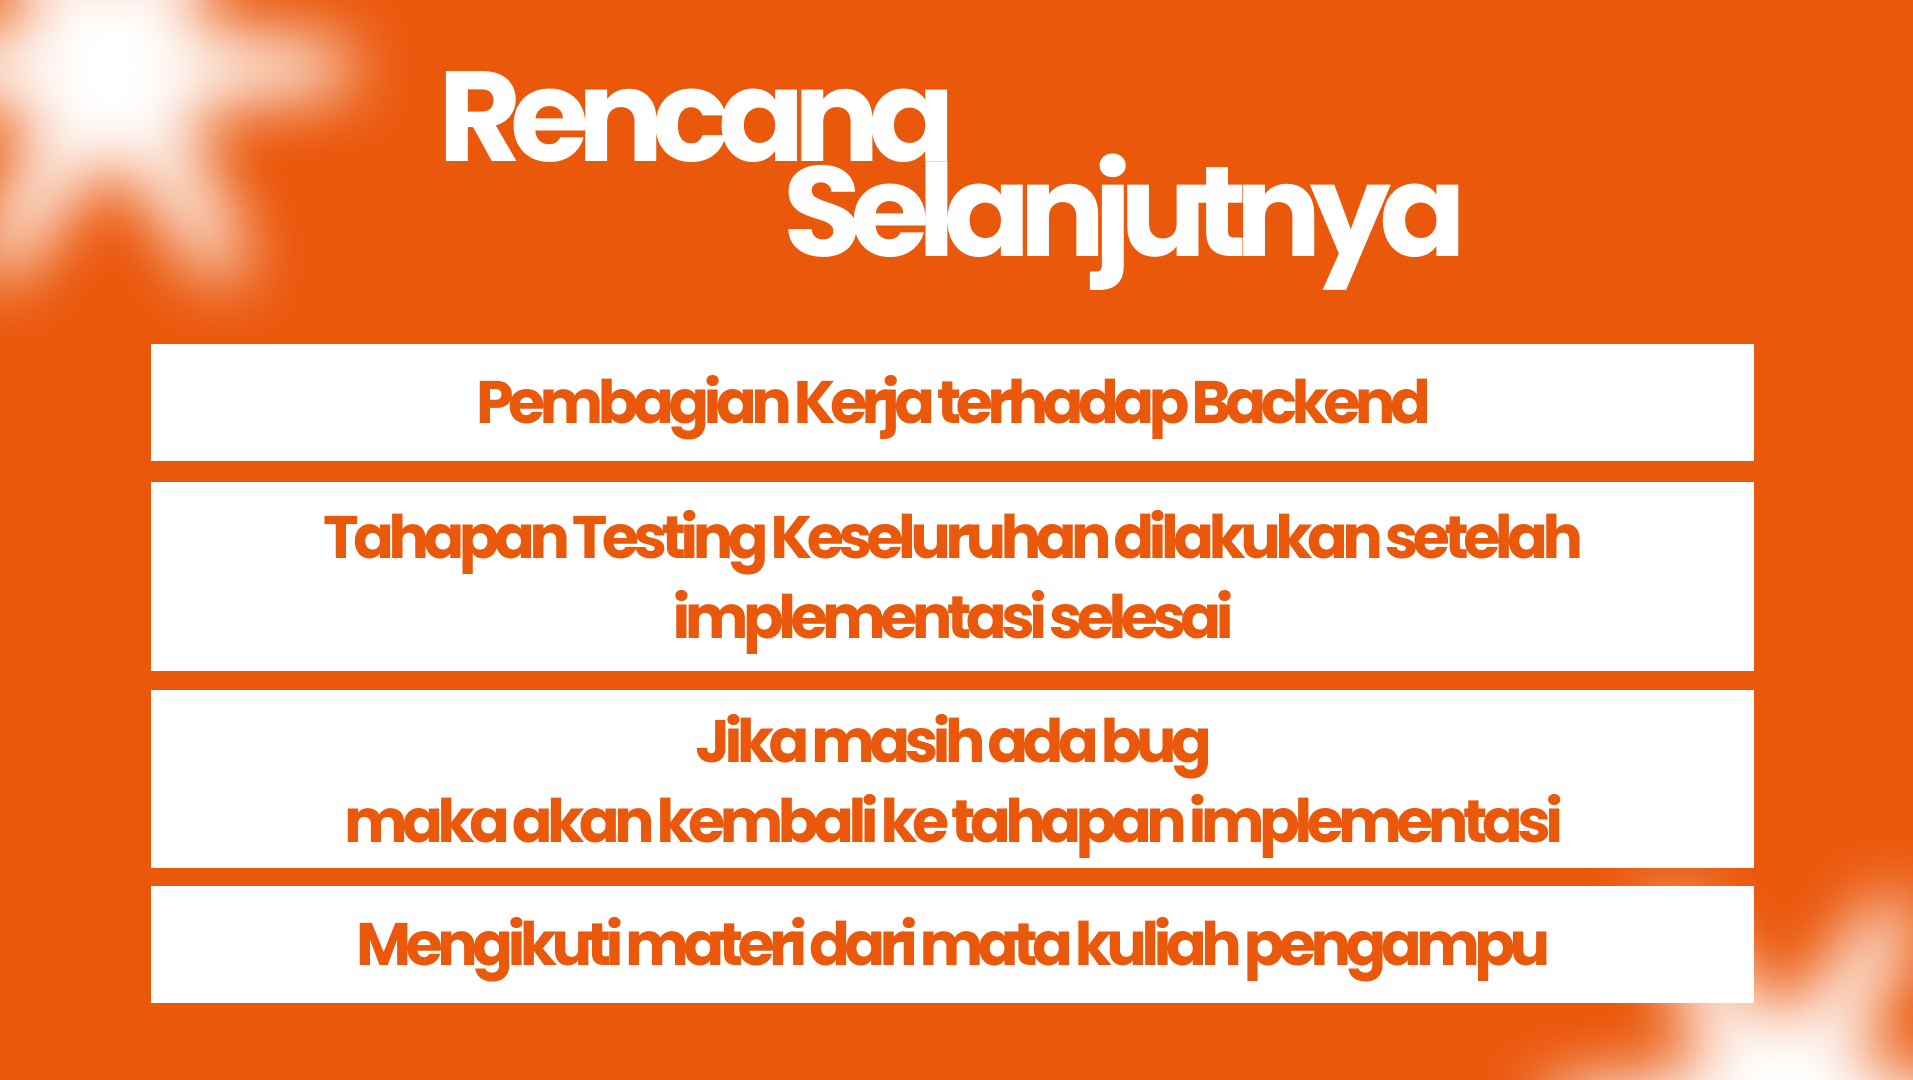 Rencana
Selanjutnya
Pembagian Kerja terhadap Backend
Tahapan Testing Keseluruhan dilakukan setelah
implementasi selesai
Jika masih ada bug
maka akan kembali ke tahapan implementasi
Mengikuti materi dari mata kuliah pengampu